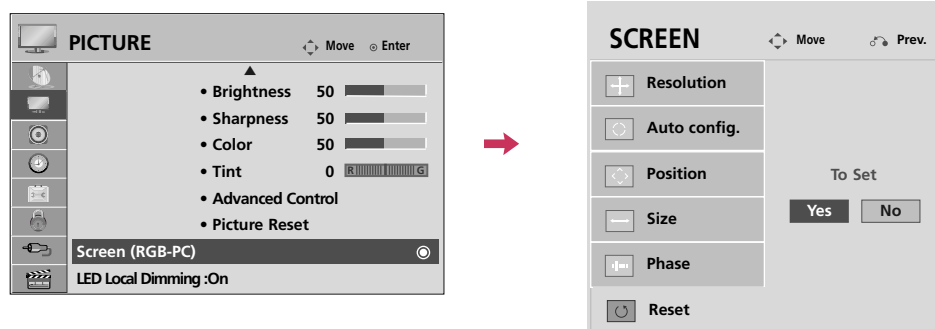 PICTURE Move Enter
• Brightness 50
• Sharpness 50
• Color 50
• Tint 0 R G
• Advanced Control
• Picture Reset
Screen (RGB-PC)
LED Local Dimming :On
SCREEN Move Prev.
Resolution
Auto config.
Position
Size
Phase
Reset
To Set
Yes No